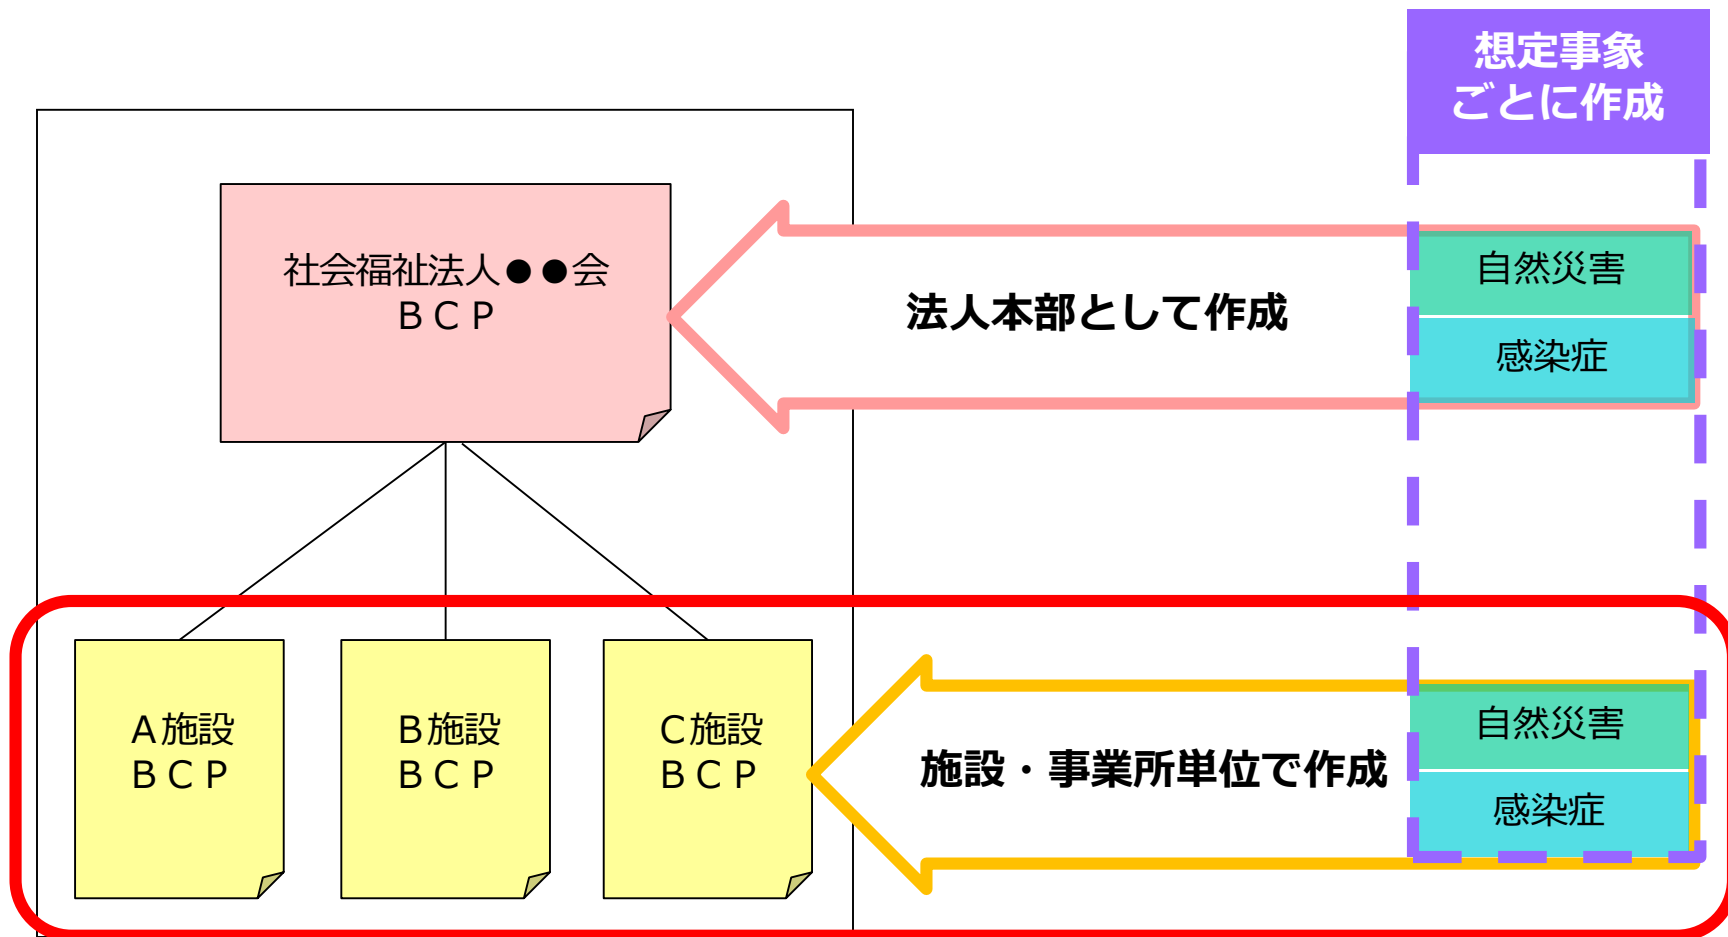 想定事象
ごとに作成
社会福祉法人●●会
ＢＣＰ
法人本部として作成
自然災害
感染症
Ａ施設
ＢＣＰ
Ｂ施設
ＢＣＰ
Ｃ施設
ＢＣＰ
施設・事業所単位で作成
自然災害
感染症